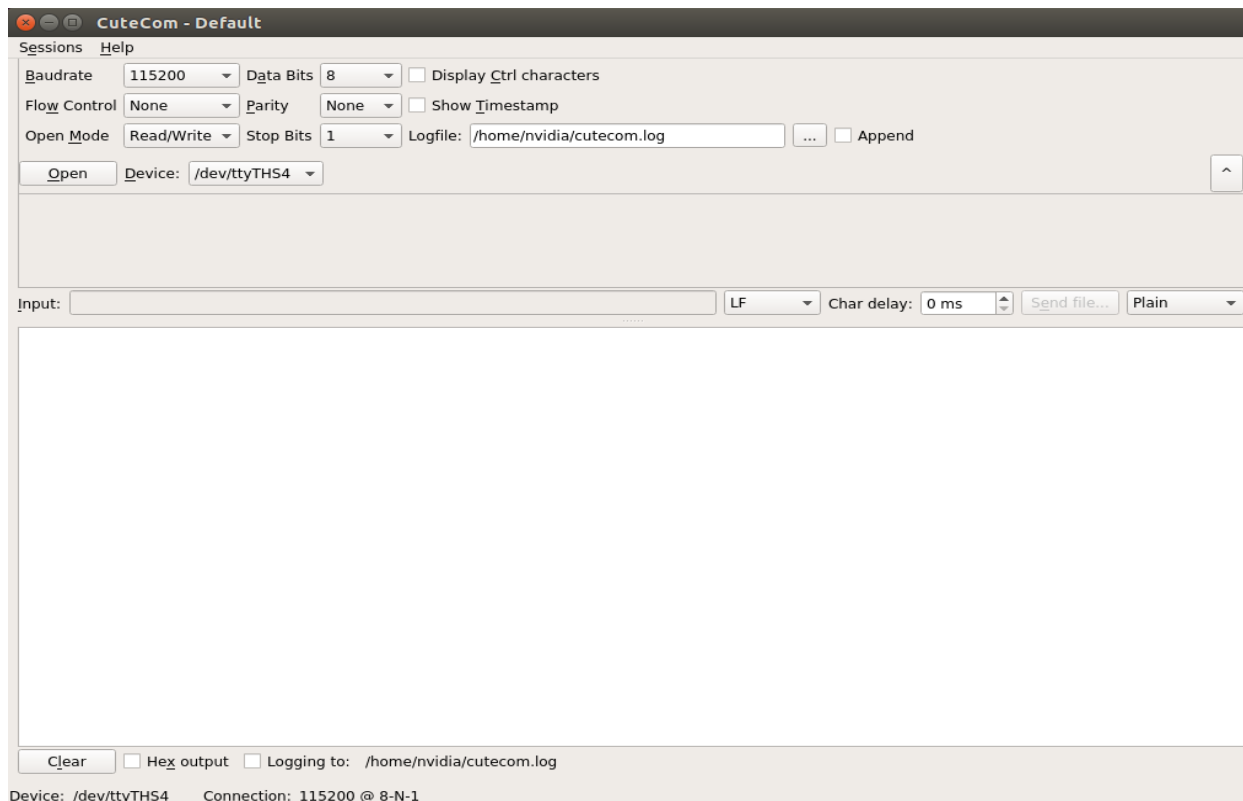 CuteCom - Default
Sessions Help
Baudrate 115200 Data Bits 8 Display Ctrl characters
Flow Control None Parity None Show Timestamp
Open Mode Read/Write Stop Bits 1 Logfile: /home/nvidia/cutecom.log ... Append
Open Device: /dev/ttyTHS4 ^
Input: LF Char delay: 0 ms Send file... Plain
Clear Hex output Logging to: /home/nvidia/cutecom.log
Device: /dev/ttyTHS4 Connection: 115200 @ 8-N-1